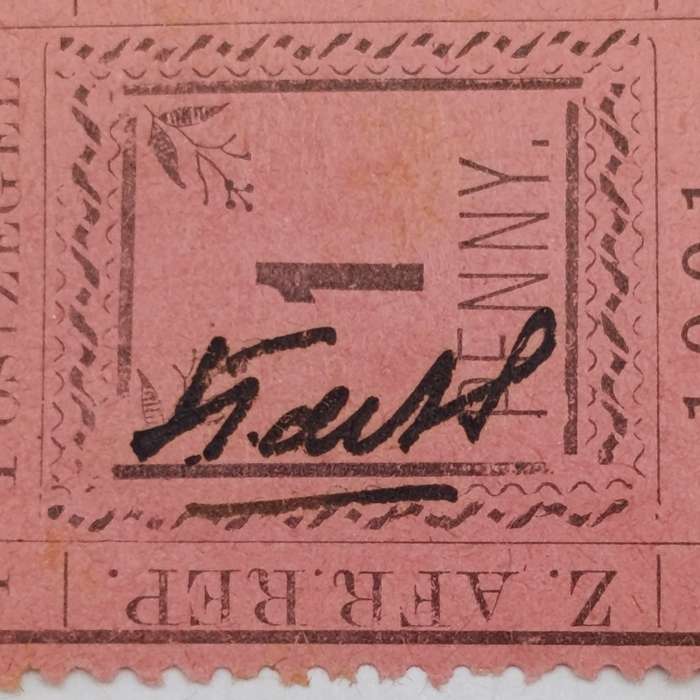 POSTZEGEL
1
PENNY.
Z. AFR. REP.
1901